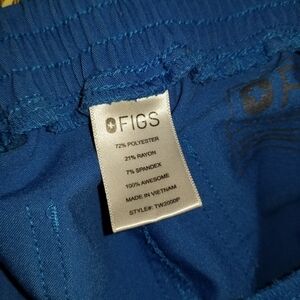 FIGS
72% POLYESTER
21% RAYON
7% SPANDEX
100% AWESOME
MADE IN VIETNAM
STYLE#: TW2000P